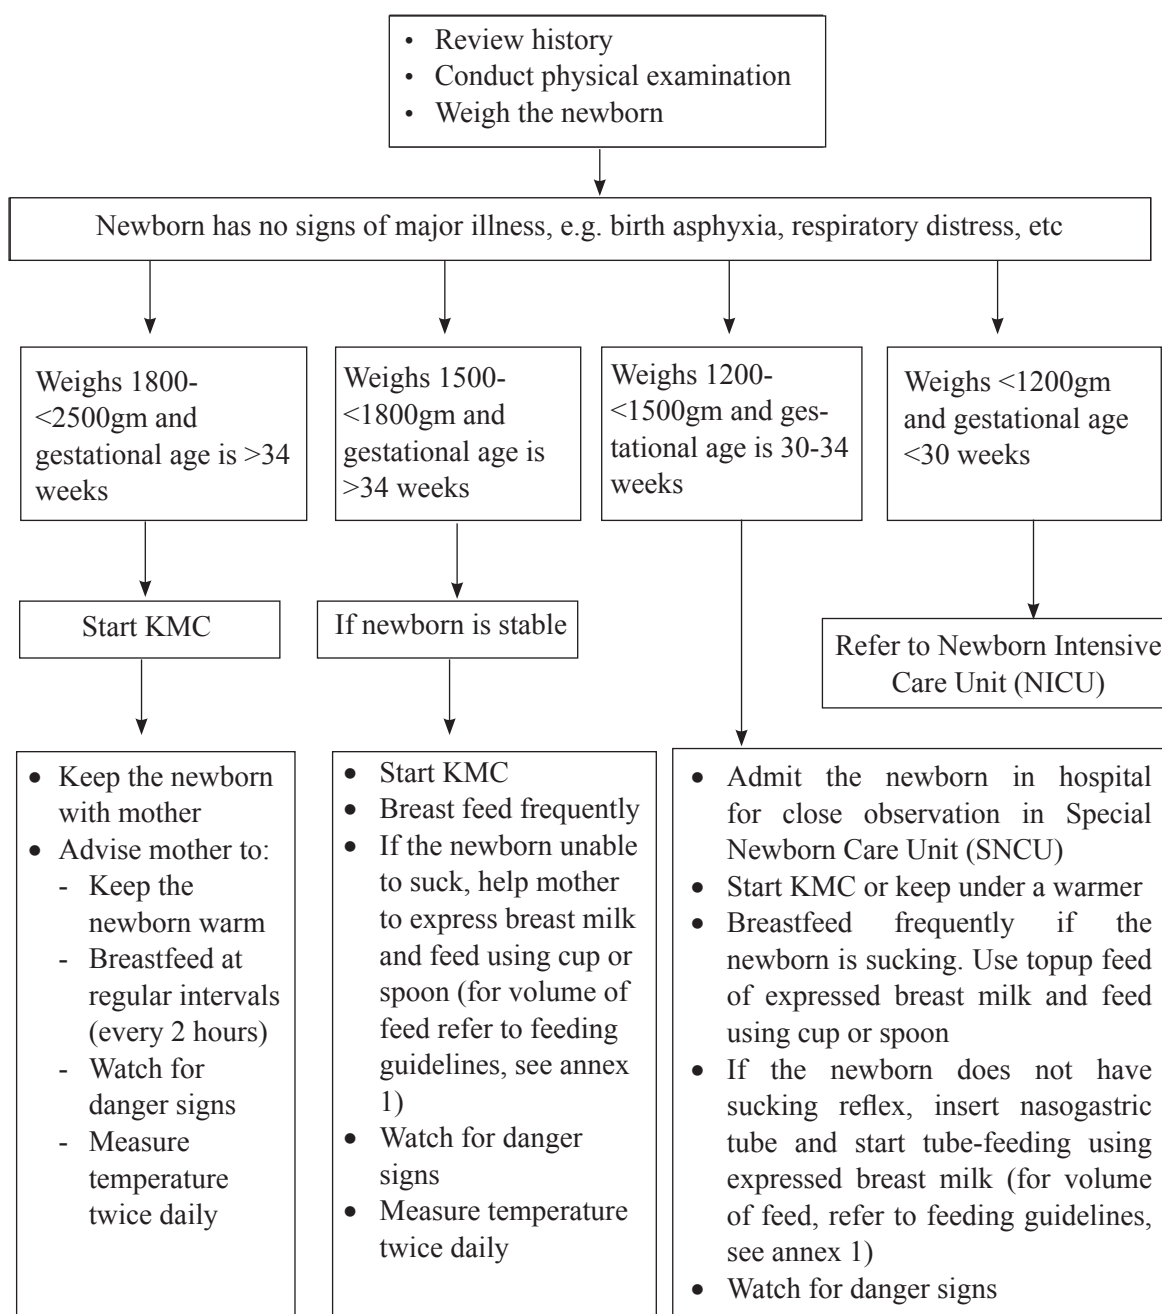 • Review history
• Conduct physical examination
• Weigh the newborn
Newborn has no signs of major illness, e.g. birth asphyxia, respiratory distress, etc
Weighs 1800-
<2500gm and
gestational age is >34
weeks
Weighs 1500-
<1800gm and
gestational age is
>34 weeks
Weighs 1200-
<1500gm and ges-
tational age is 30-34
weeks
Weighs <1200gm
and gestational age
<30 weeks
Start KMC
If newborn is stable
Refer to Newborn Intensive
Care Unit (NICU)
• Keep the newborn
with mother
• Advise mother to:
- Keep the
newborn warm
- Breastfeed at
regular intervals
(every 2 hours)
- Watch for
danger signs
- Measure
temperature
twice daily
• Start KMC
• Breast feed frequently
• If the newborn unable
to suck, help mother
to express breast milk
and feed using cup or
spoon (for volume of
feed refer to feeding
guidelines, see annex
1)
• Watch for danger
signs
• Measure temperature
twice daily
• Admit the newborn in hospital
for close observation in Special
Newborn Care Unit (SNCU)
• Start KMC or keep under a warmer
• Breastfeed frequently if the
newborn is sucking. Use topup feed
of expressed breast milk and feed
using cup or spoon
• If the newborn does not have
sucking reflex, insert nasogastric
tube and start tube-feeding using
expressed breast milk (for volume
of feed, refer to feeding guidelines,
see annex 1)
• Watch for danger signs